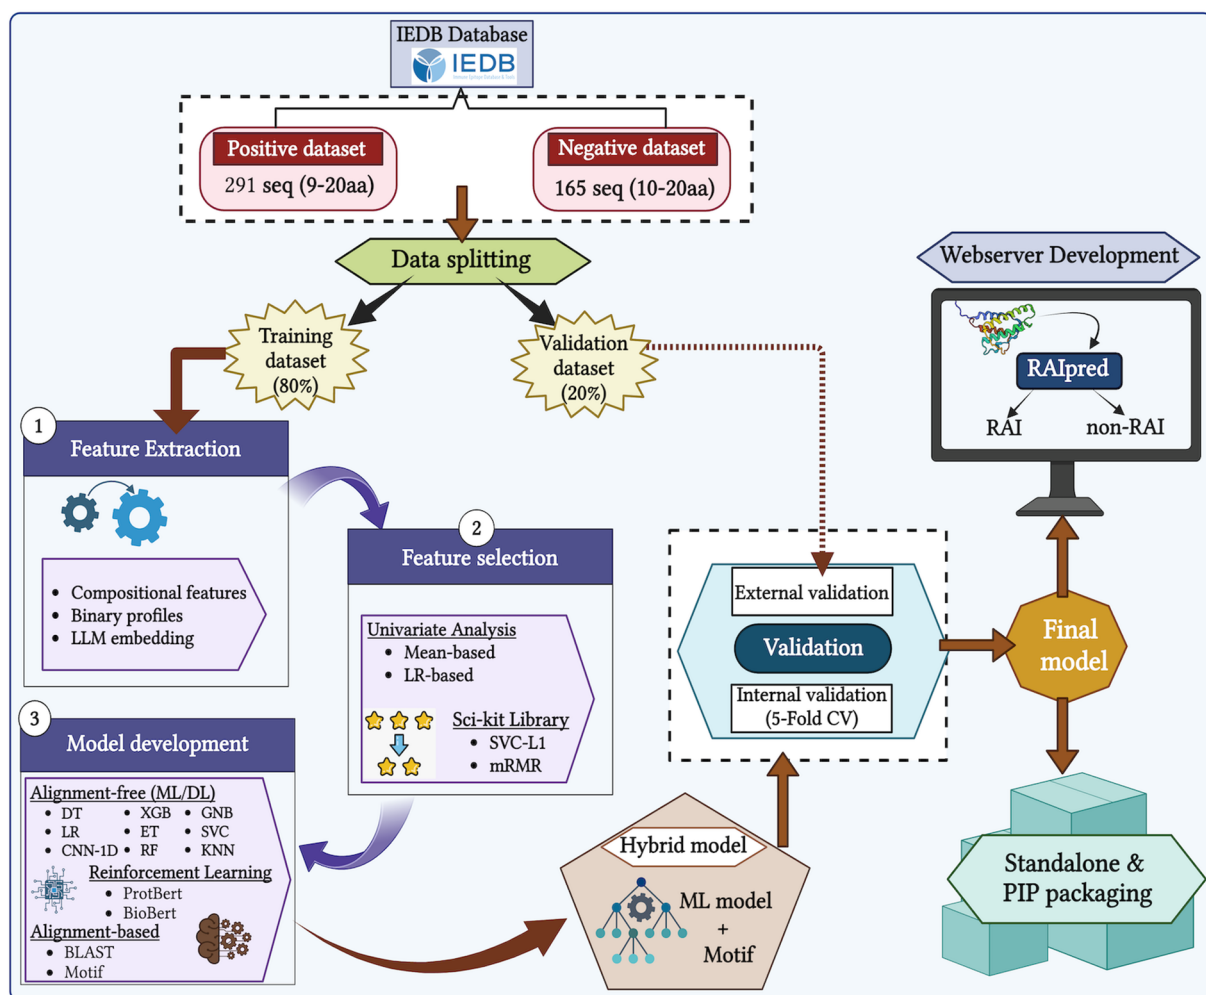 IEDB Database
IEDB
Positive dataset
291 seq (9-20aa)
Negative dataset
165 seq (10-20aa)
Data splitting
Training
dataset
(80%)
Validation
dataset
(20%)
Webserver Development
RAIpred
RAI
non-RAI
1
Feature Extraction
• Compositional features
• Binary profiles
• LLM embedding
2
Feature selection
Univariate Analysis
• Mean-based
• LR-based
Sci-kit Library
• SVC-L1
• mRMR
3
Model development
Alignment-free (ML/DL)
• DT • XGB • GNB
• LR • ET • SVC
• CNN-1D • RF • KNN
Reinforcement Learning
• ProtBert
• BioBert
Alignment-based
• BLAST
• Motif
Hybrid model
ML model
+
Motif
External validation
Validation
Internal validation
(5-Fold CV)
Final
model
Standalone &
PIP packaging